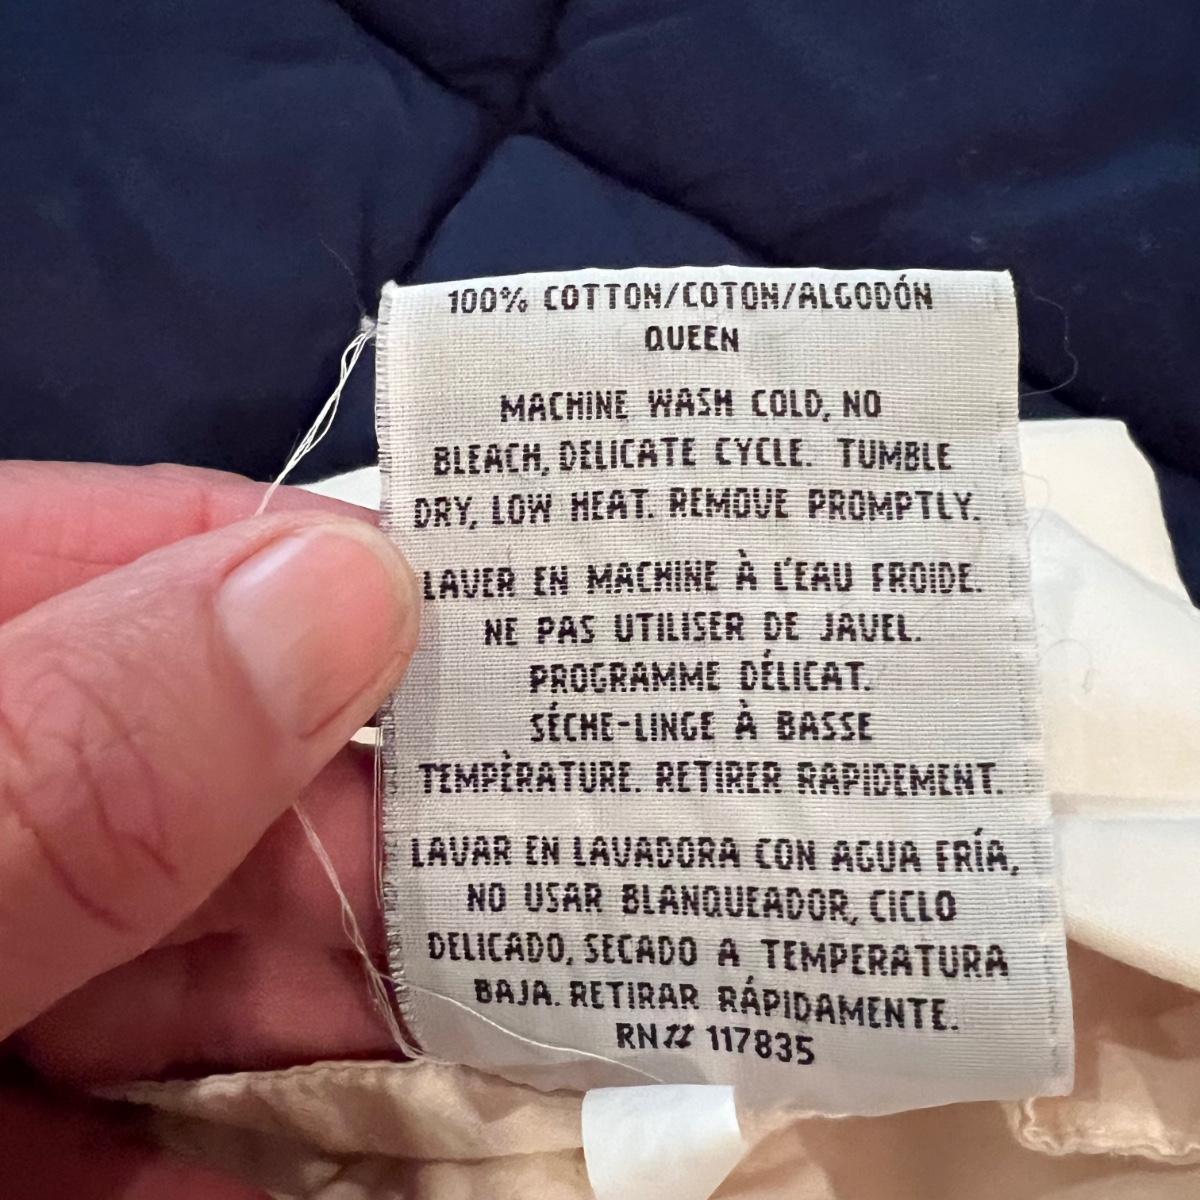 100% COTTON/COTON/ALGODÓN
QUEEN
MACHINE WASH COLD, NO
BLEACH, DELICATE CYCLE. TUMBLE
DRY, LOW HEAT. REMOVE PROMPTLY.
LAVER EN MACHINE À L'EAU FROIDE.
NE PAS UTILISER DE JAVEL.
PROGRAMME DÉLICAT.
SÉCHE-LINGE À BASSE
TEMPÈRATURE. RETIRER RAPIDEMENT.
LAVAR EN LAVADORA CON AGUA FRÍA,
NO USAR BLANQUEADOR, CICLO
DELICADO, SECADO A TEMPERATURA
BAJA. RETIRAR RÁPIDAMENTE.
RN# 117835